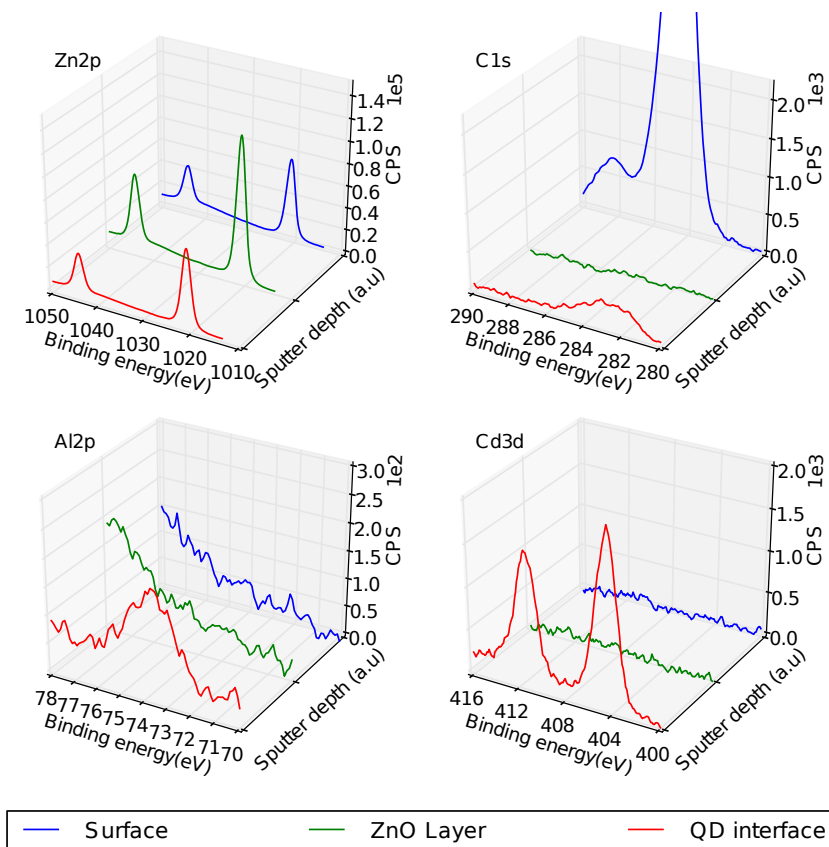 Zn2p
1e5
1.4
1.2
1.0
0.8
0.6
0.4
0.2
0.0
CPS
1050
1040
1030
1020
1010
Binding energy(eV)
Sputter depth (a.u)
C1s
1e3
2.0
1.5
1.0
0.5
0.0
CPS
290
288
286
284
282
280
Binding energy(eV)
Sputter depth (a.u)
Al2p
1e2
3.0
2.5
2.0
1.5
1.0
0.5
0.0
CPS
78
77
76
75
74
73
72
71
70
Binding energy(eV)
Sputter depth (a.u)
Cd3d
1e3
2.0
1.5
1.0
0.5
0.0
CPS
416
412
408
404
400
Binding energy(eV)
Sputter depth (a.u)
Surface ZnO Layer QD interface